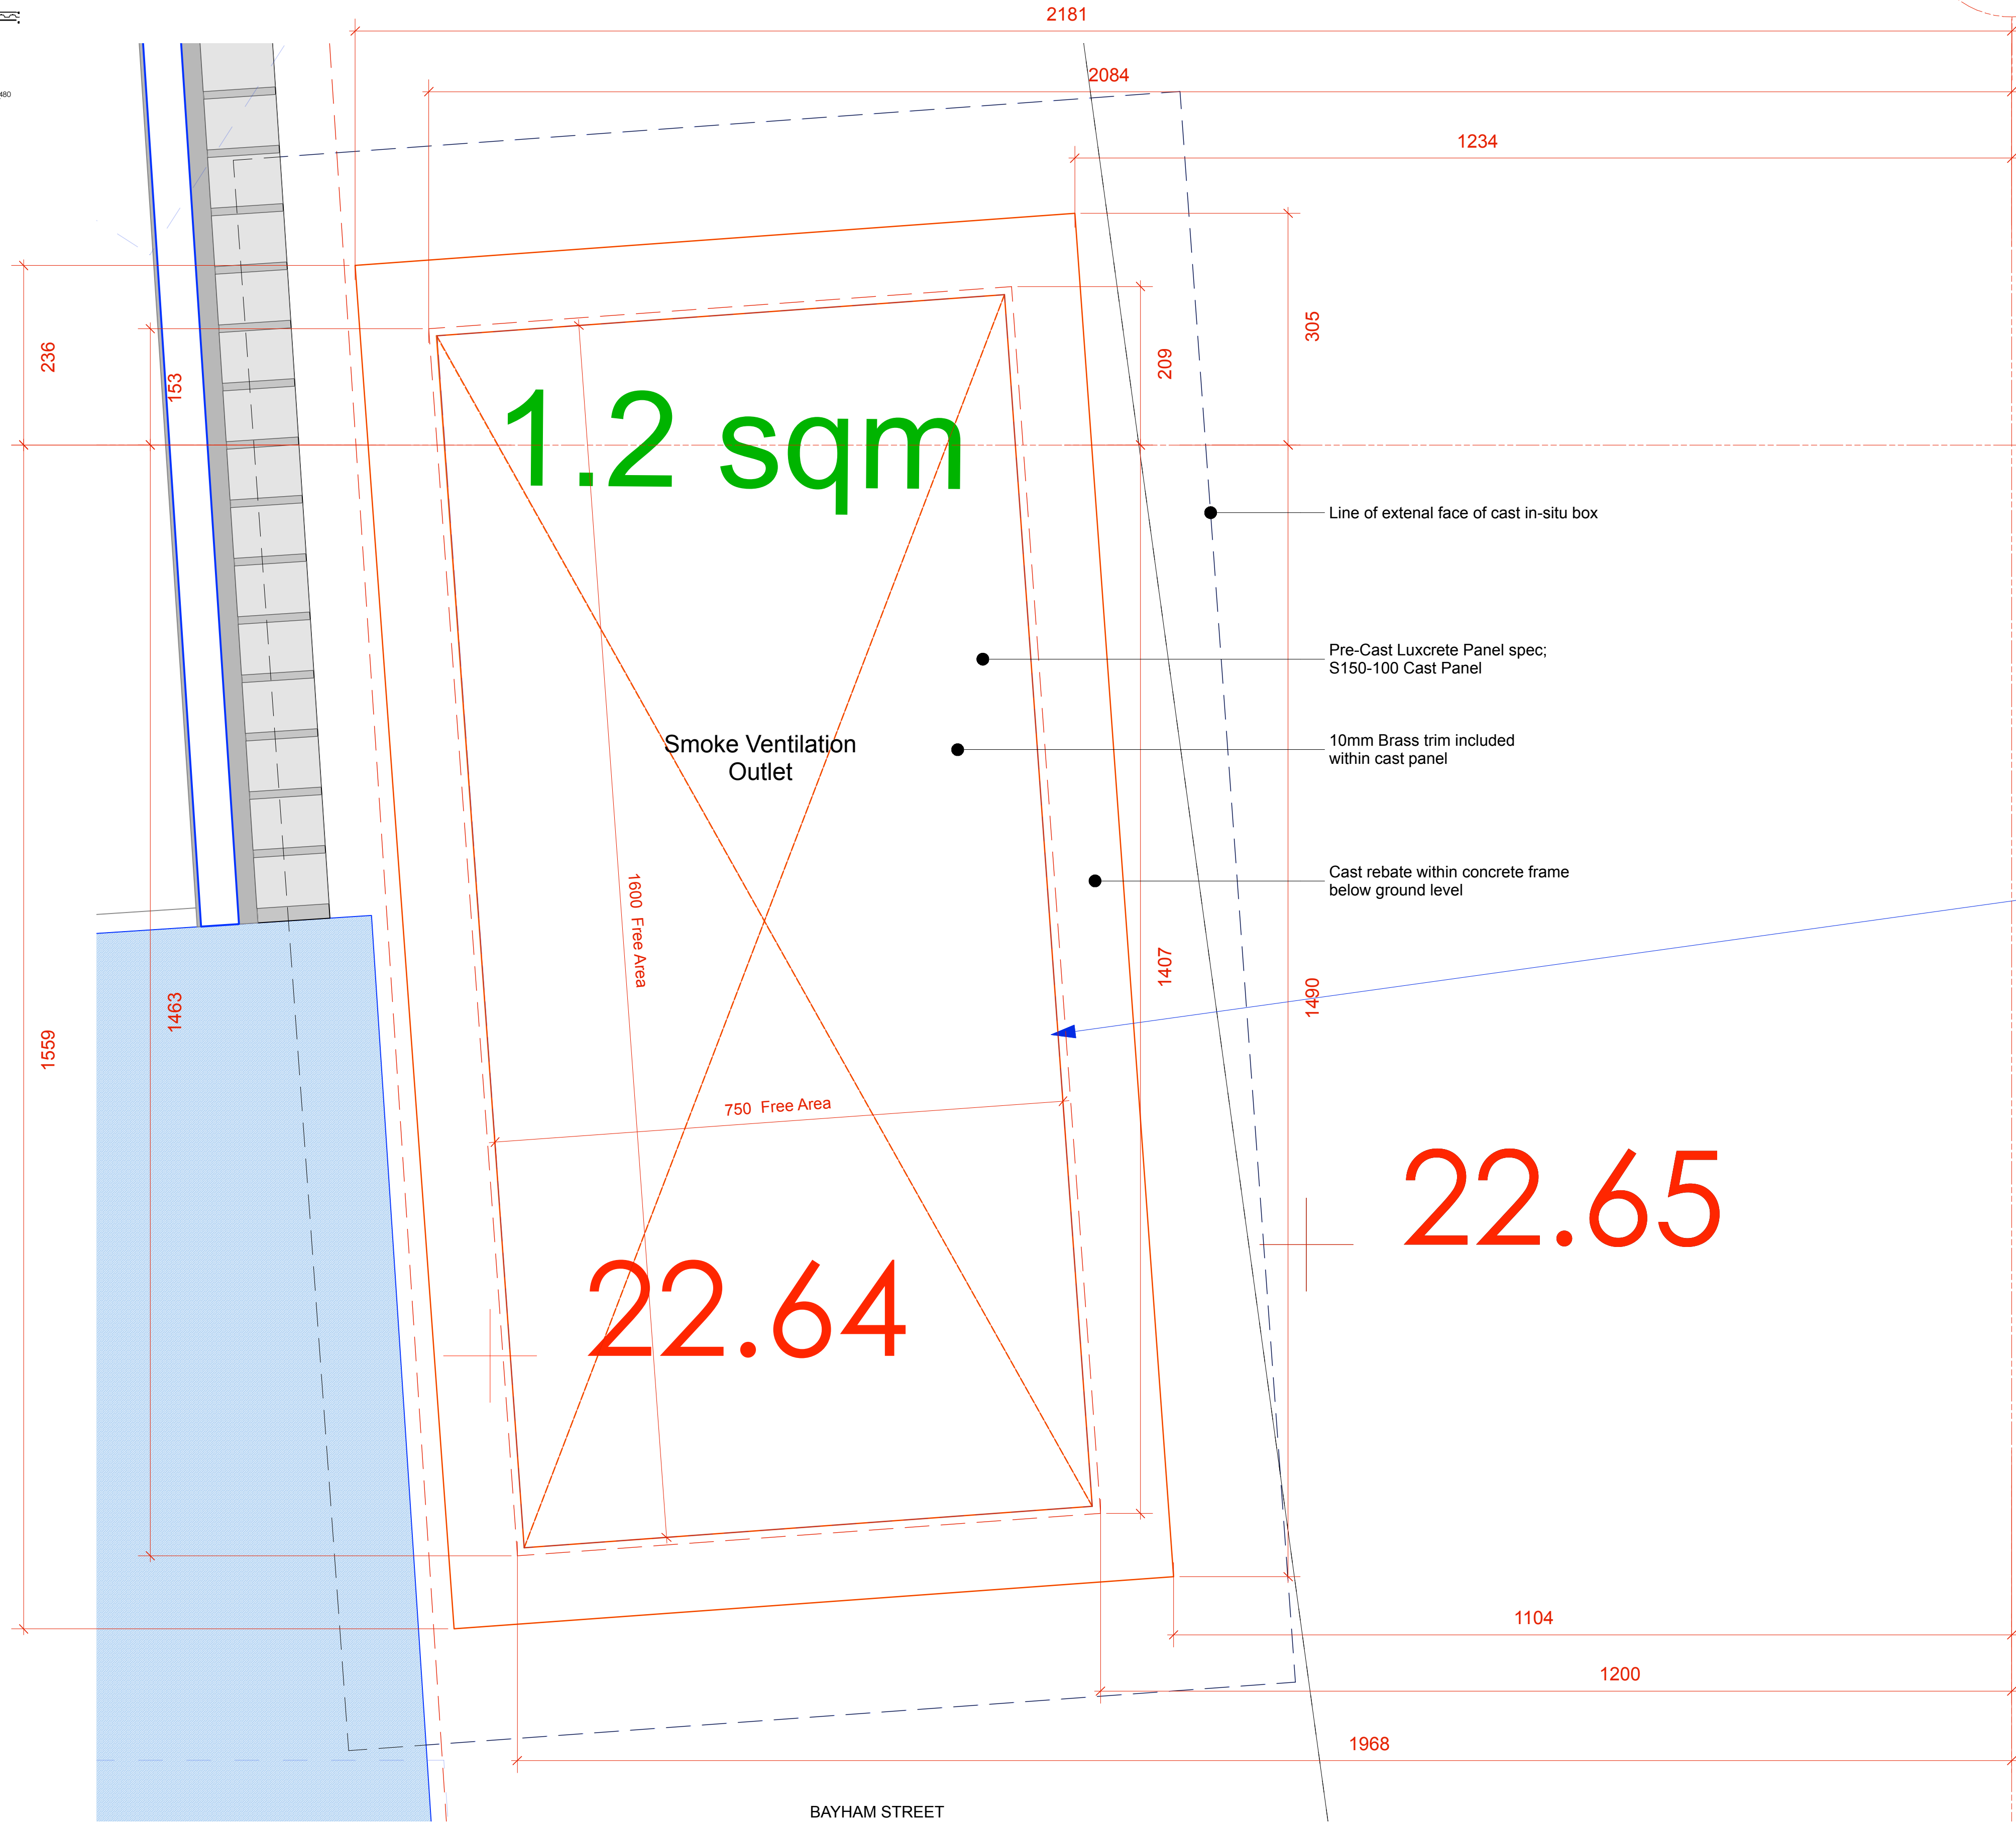 2181
480
2084
1234
305
209
236
153
1.2 sqm
Line of extenal face of cast in-situ box
Pre-Cast Luxcrete Panel spec;
S150-100 Cast Panel
Smoke Ventilation
Outlet
10mm Brass trim included
within cast panel
Cast rebate within concrete frame
below ground level
1600 Free Area
1407
1490
1463
1559
750 Free Area
22.65
22.64
1104
1200
1968
BAYHAM STREET